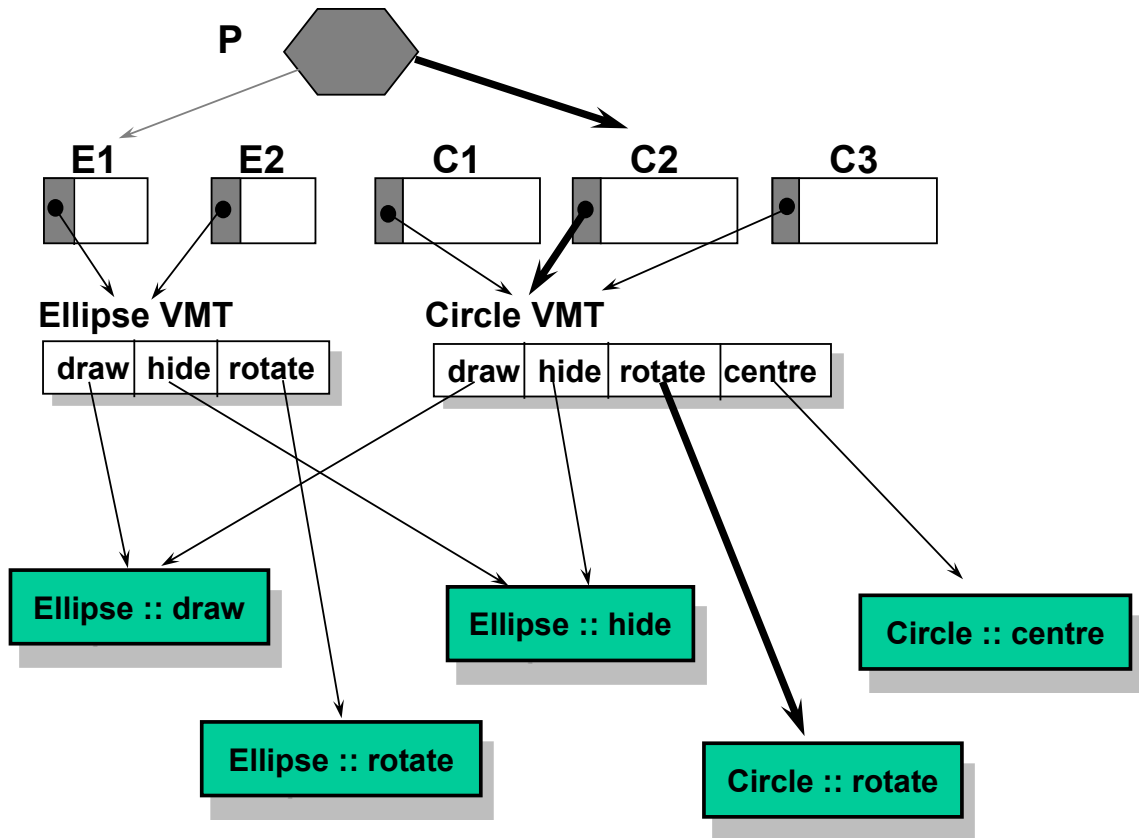 P
E1 E2 C1 C2 C3
Ellipse VMT Circle VMT
draw hide rotate draw hide rotate centre
Ellipse :: draw Ellipse :: hide Circle :: centre
Ellipse :: rotate Circle :: rotate